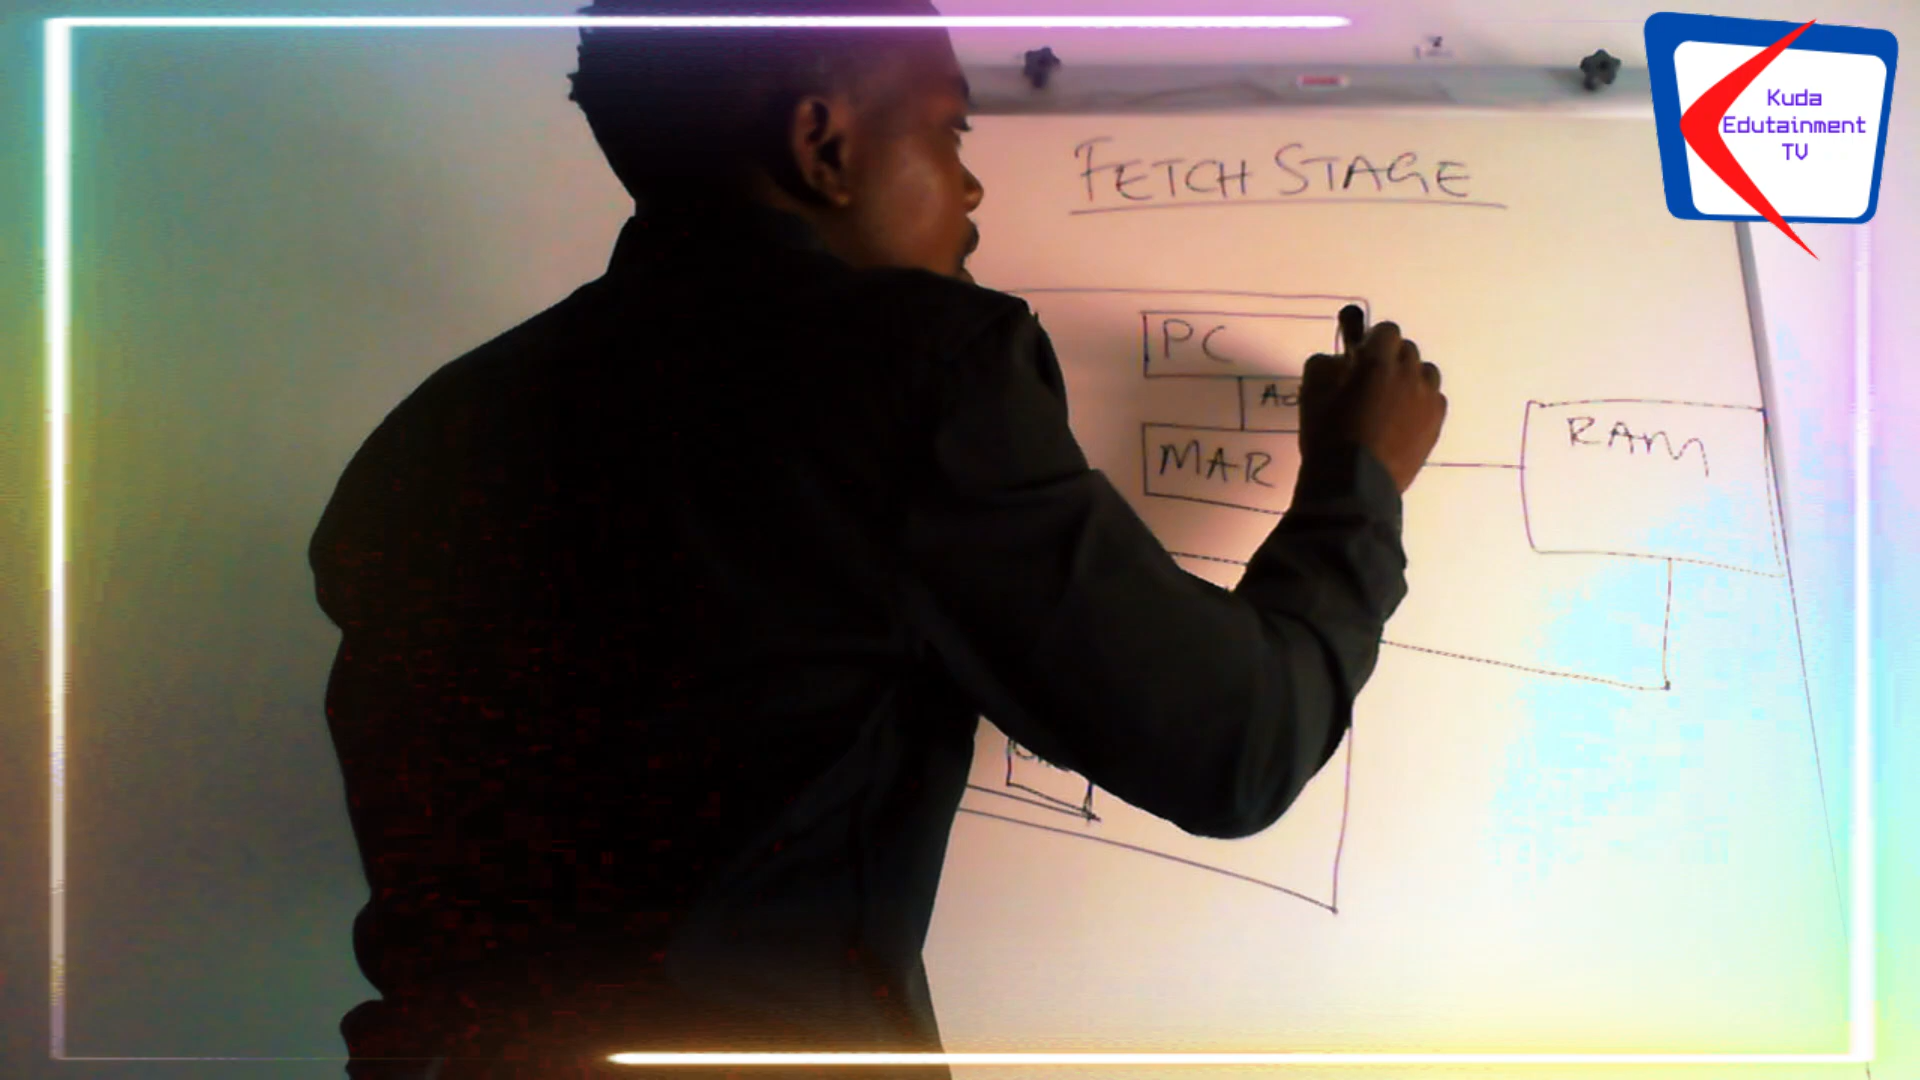 Kuda
Edutainment
TV
FETCH STAGE
PC
MAR
RAM